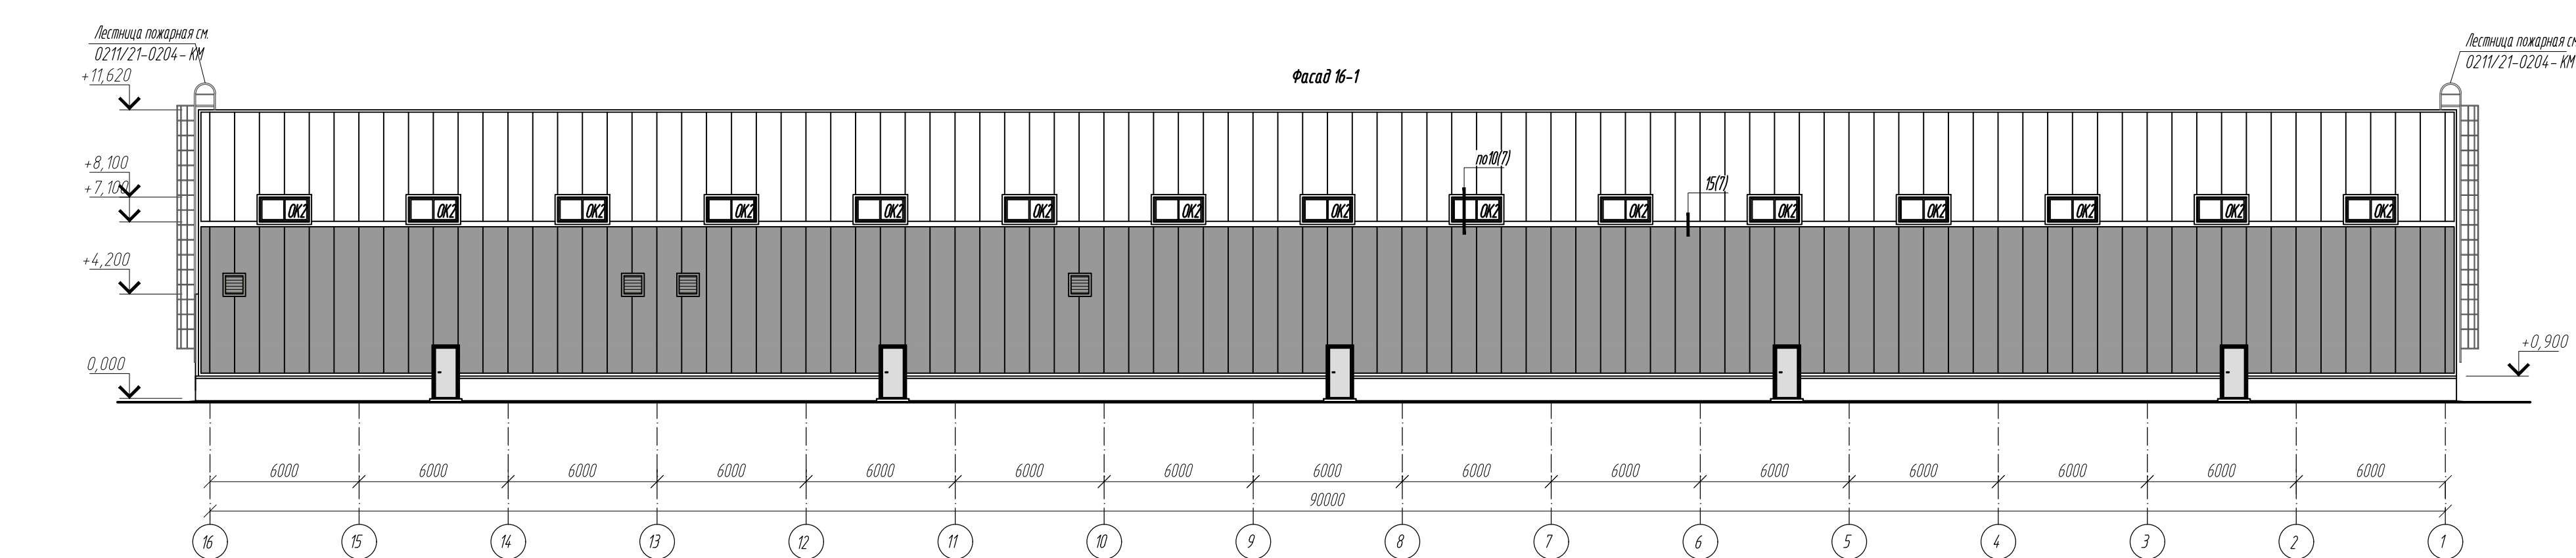 Лестница пожарная см.
0211/21-0204- КМ
Лестница пожарная см
0211/21-0204- КМ
Фасад 16-1
+11,620
+8,100
+7,100
+4,200
0,000
+0,900
по10(7)
15(7)
ОК2 ОК2 ОК2 ОК2 ОК2 ОК2 ОК2 ОК2 ОК2 ОК2 ОК2 ОК2 ОК2 ОК2 ОК2
6000 6000 6000 6000 6000 6000 6000 6000 6000 6000 6000 6000 6000 6000 6000
90000
16 15 14 13 12 11 10 9 8 7 6 5 4 3 2 1